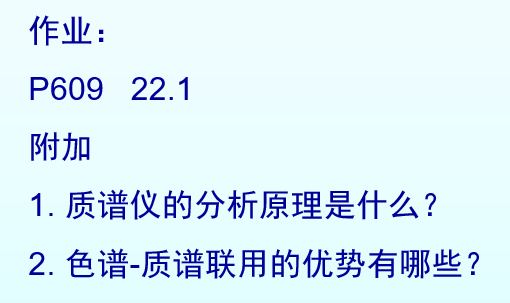 作业：
P609 22.1
附加
1. 质谱仪的分析原理是什么？
2. 色谱-质谱联用的优势有哪些？